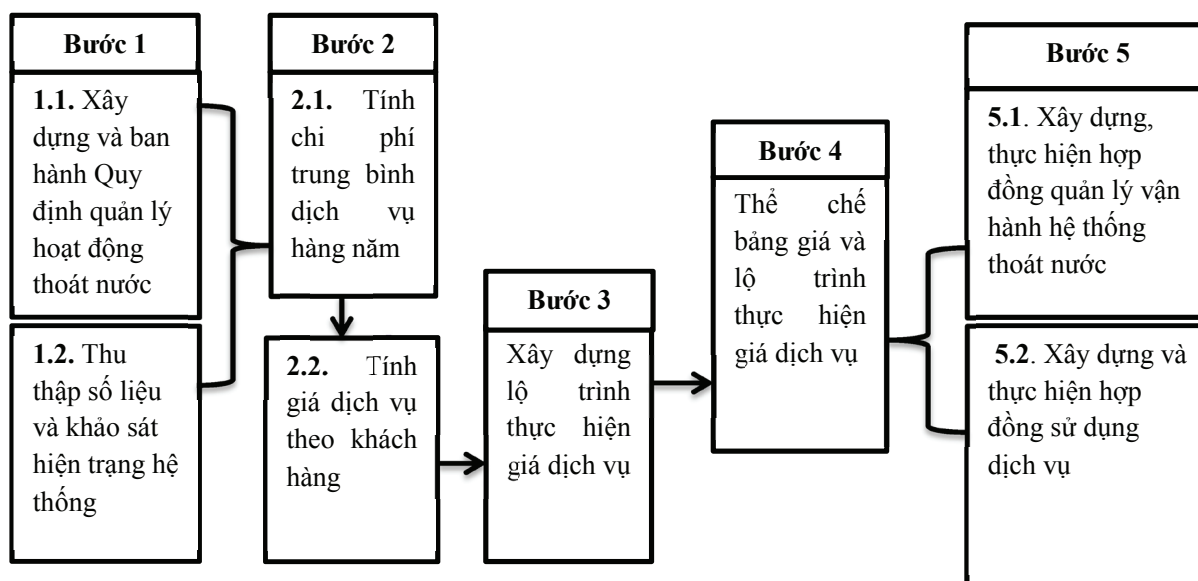 Bước 1
1.1. Xây
dựng và ban
hành Quy
định quản lý
hoạt động
thoát nước
1.2. Thu
thập số liệu
và khảo sát
hiện trạng hệ
thống
Bước 2
2.1. Tính
chi phí
trung bình
dịch vụ
hàng năm
2.2. Tính
giá dịch vụ
theo khách
hàng
Bước 3
Xây dựng
lộ trình
thực hiện
giá dịch vụ
Bước 4
Thể chế
bảng giá và
lộ trình
thực hiện
giá dịch vụ
Bước 5
5.1. Xây dựng,
thực hiện hợp
đồng quản lý vận
hành hệ thống
thoát nước
5.2. Xây dựng và
thực hiện hợp
đồng sử dụng
dịch vụ